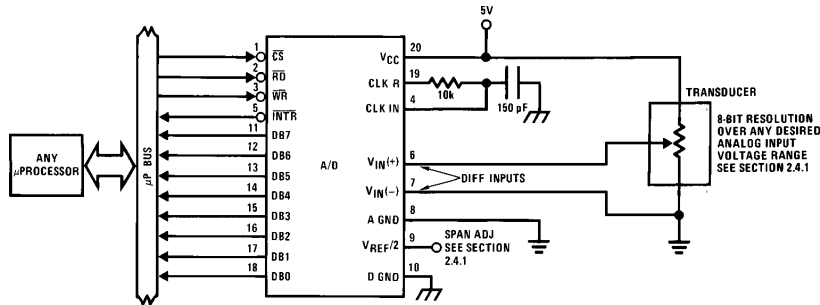 5V
1
CS
2
RD
3
WR
5
INTR
11
DB7
12
DB6
13
DB5
14
DB4
15
DB3
16
DB2
17
DB1
18
DB0
ANY
µPROCESSOR
µP BUS
A/D
VCC
20
CLK R
19
10k
CLK IN
4
150 pF
VIN(+)
6
DIFF INPUTS
VIN(−)
7
A GND
8
VREF/2
9
SPAN ADJ
SEE SECTION
2.4.1
D GND
10
TRANSDUCER
8-BIT RESOLUTION
OVER ANY DESIRED
ANALOG INPUT
VOLTAGE RANGE
SEE SECTION 2.4.1